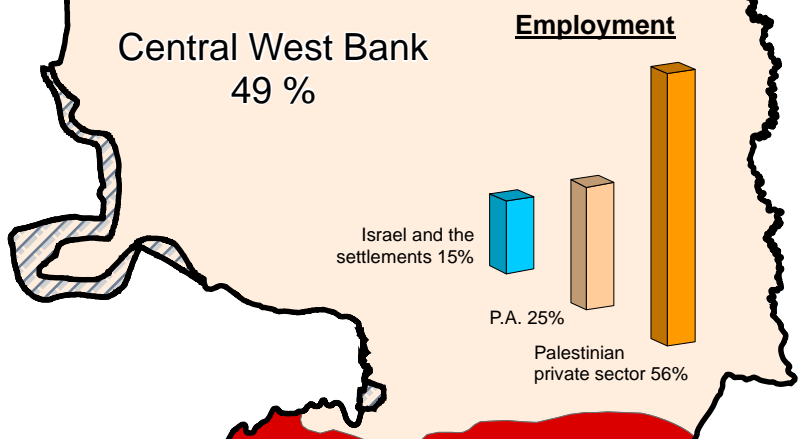 Employment
Central West Bank
49 %
Israel and the
settlements 15%
P.A. 25%
Palestinian
private sector 56%